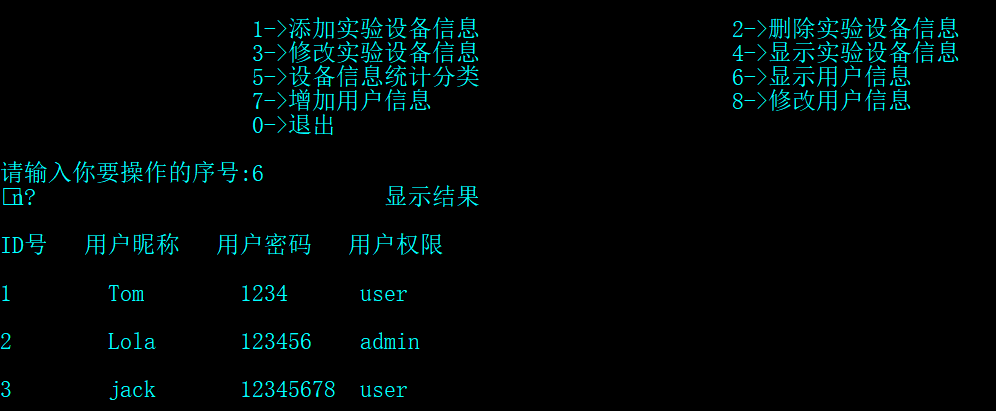 1->添加实验设备信息 2->删除实验设备信息
3->修改实验设备信息 4->显示实验设备信息
5->设备信息统计分类 6->显示用户信息
7->增加用户信息 8->修改用户信息
0->退出
请输入你要操作的序号:6
n? 显示结果
ID号 用户昵称 用户密码 用户权限
1 Tom 1234 user
2 Lola 123456 admin
3 jack 12345678 user